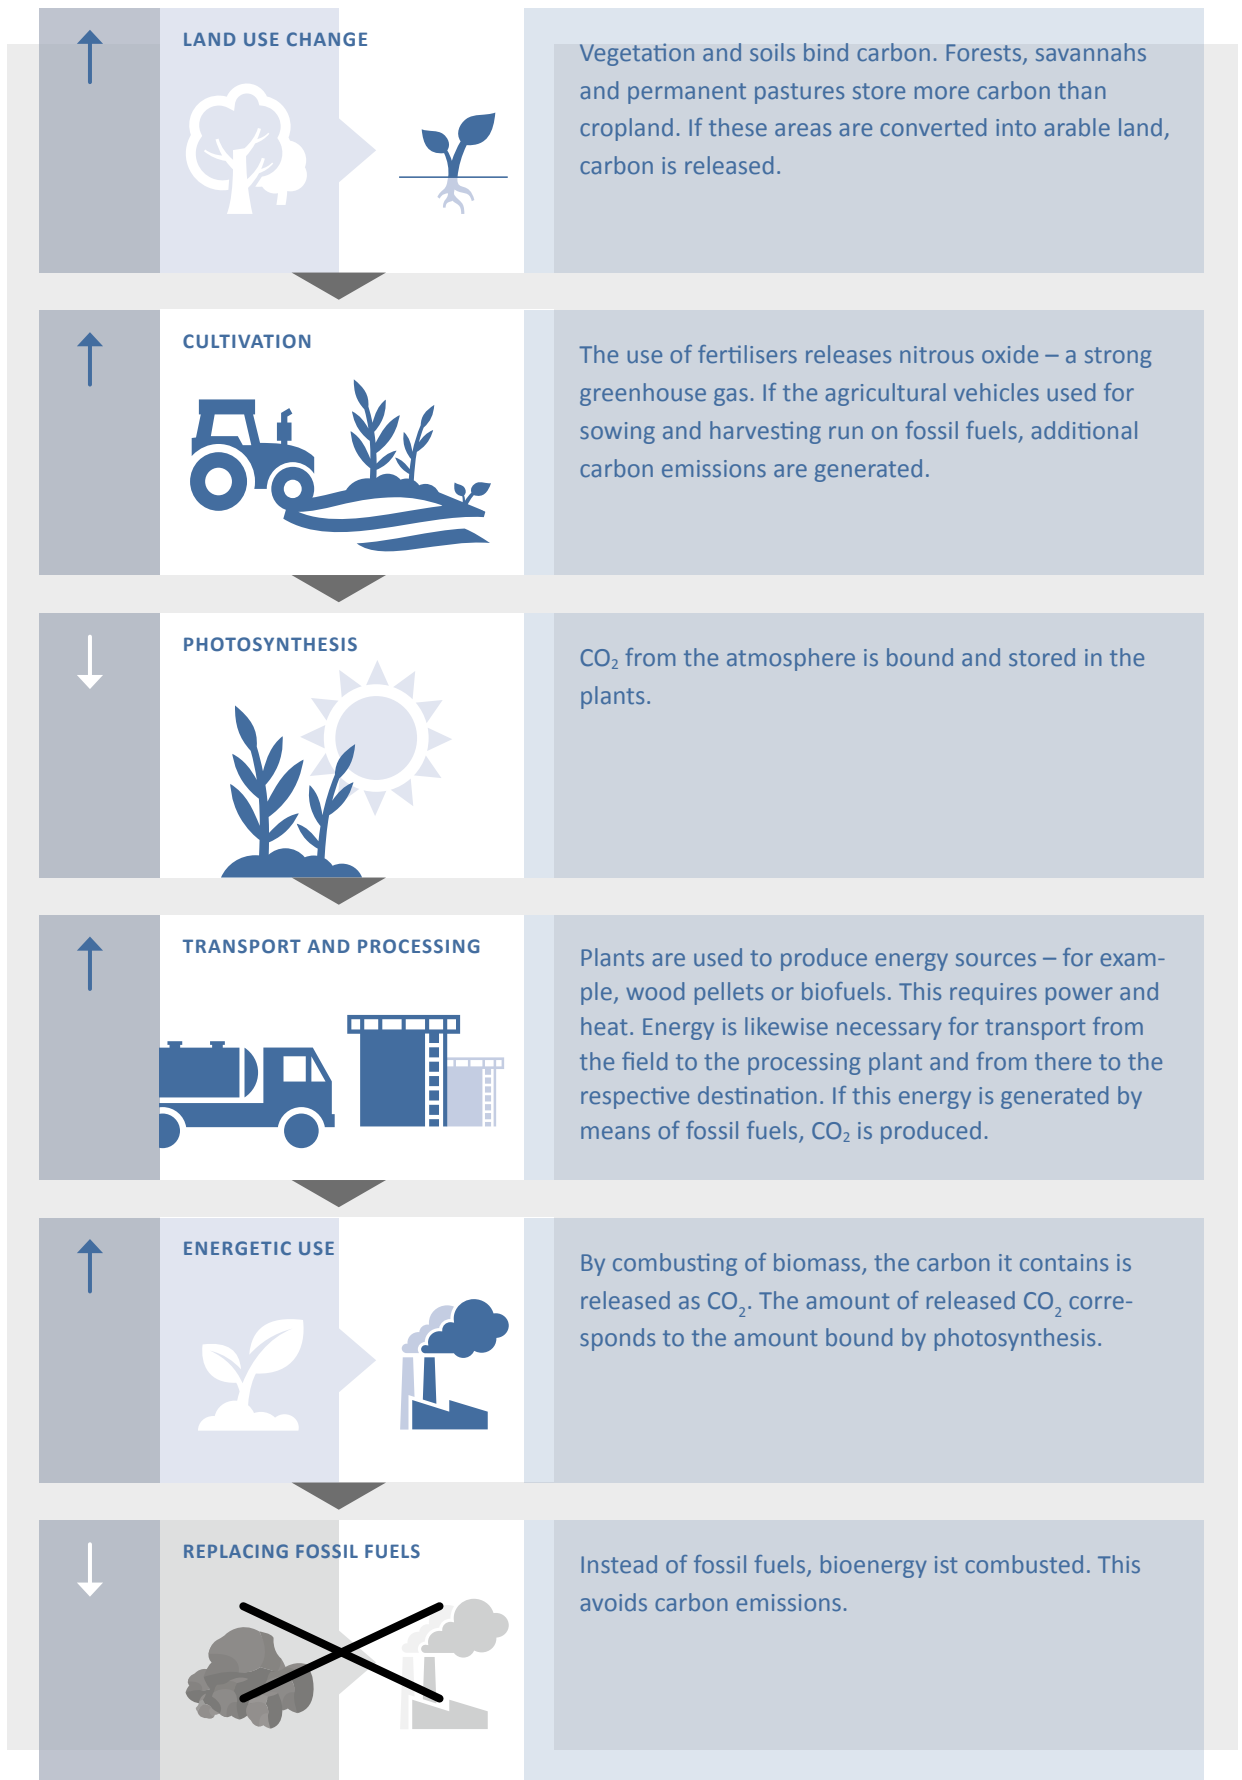 LAND USE CHANGE
Vegetation and soils bind carbon. Forests, savannahs
and permanent pastures store more carbon than
cropland. If these areas are converted into arable land,
carbon is released.
CULTIVATION
The use of fertilisers releases nitrous oxide – a strong
greenhouse gas. If the agricultural vehicles used for
sowing and harvesting run on fossil fuels, additional
carbon emissions are generated.
PHOTOSYNTHESIS
CO₂ from the atmosphere is bound and stored in the
plants.
TRANSPORT AND PROCESSING
Plants are used to produce energy sources – for exam-
ple, wood pellets or biofuels. This requires power and
heat. Energy is likewise necessary for transport from
the field to the processing plant and from there to the
respective destination. If this energy is generated by
means of fossil fuels, CO₂ is produced.
ENERGETIC USE
By combusting of biomass, the carbon it contains is
released as CO₂. The amount of released CO₂ corre-
sponds to the amount bound by photosynthesis.
REPLACING FOSSIL FUELS
Instead of fossil fuels, bioenergy ist combusted. This
avoids carbon emissions.